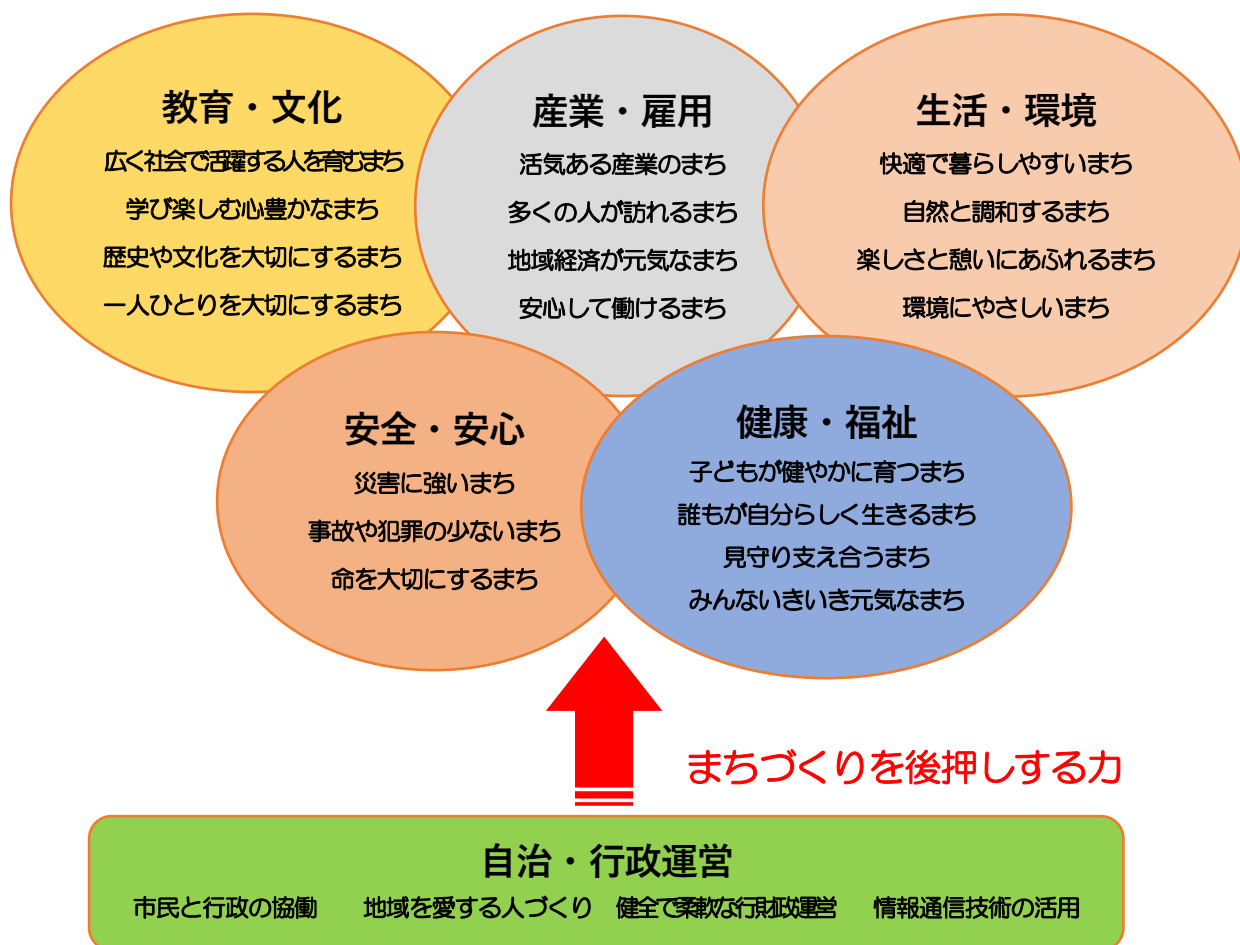 教育・文化
広く社会で活躍する人を育むまち
学び楽しむ心豊かなまち
歴史や文化を大切にするまち
一人ひとりを大切にするまち
産業・雇用
活気ある産業のまち
多くの人が訪れるまち
地域経済が元気なまち
安心して働けるまち
生活・環境
快適で暮らしやすいまち
自然と調和するまち
楽しさと憩いにあふれるまち
環境にやさしいまち
安全・安心
災害に強いまち
事故や犯罪の少ないまち
命を大切にするまち
健康・福祉
子どもが健やかに育つまち
誰もが自分らしく生きるまち
見守り支え合うまち
みんないきいき元気なまち
まちづくりを後押しする力
自治・行政運営
市民と行政の協働 地域を愛する人づくり 健全で柔軟な行財政運営 情報通信技術の活用